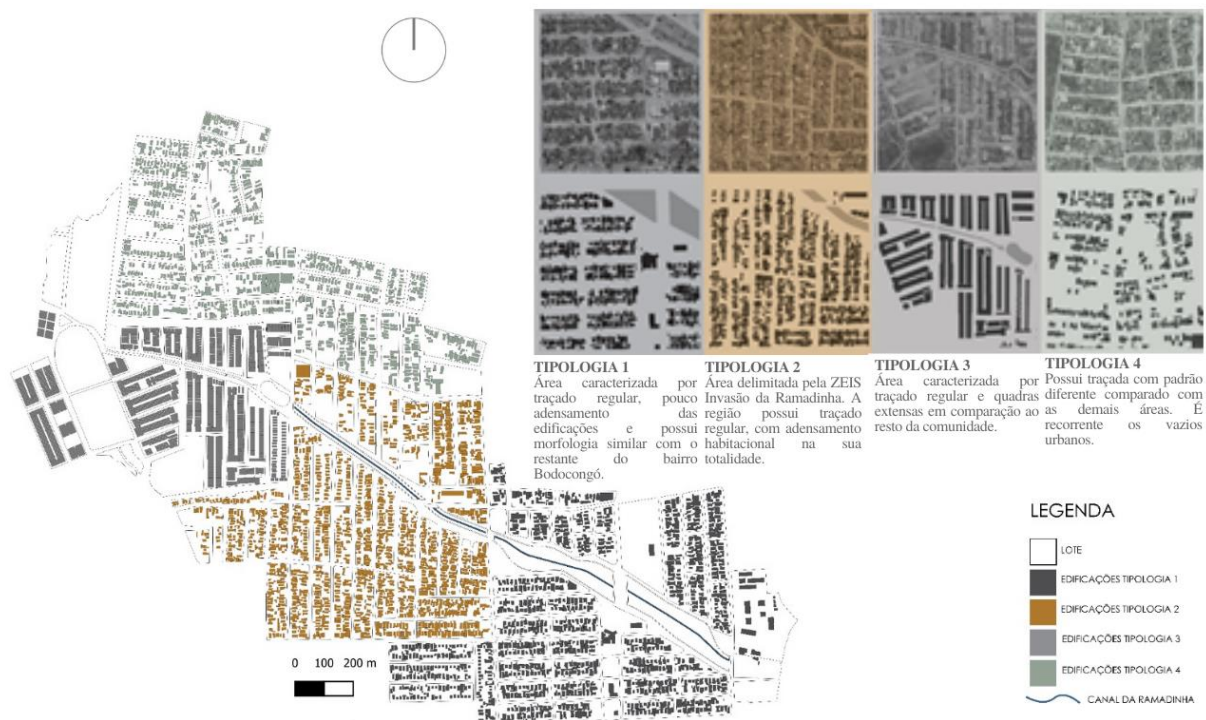 TIPOLOGIA 1
Área caracterizada por
traçado regular, pouco
adensamento das
edificações e possui
morfologia similar com o
restante do bairro
Bodocongó.
TIPOLOGIA 2
Área delimitada pela ZEIS
Invasão da Ramadinha. A
região possui traçado
regular, com adensamento
habitacional na sua
totalidade.
TIPOLOGIA 3
Área caracterizada por
traçado regular e quadras
extensas em comparação ao
resto da comunidade.
TIPOLOGIA 4
Possui traçada com padrão
diferente comparado com
as demais áreas. É
recorrente os vazios
urbanos.
0 100 200 m
LEGENDA
LOTE
EDIFICAÇÕES TIPOLOGIA 1
EDIFICAÇÕES TIPOLOGIA 2
EDIFICAÇÕES TIPOLOGIA 3
EDIFICAÇÕES TIPOLOGIA 4
CANAL DA RAMADINHA